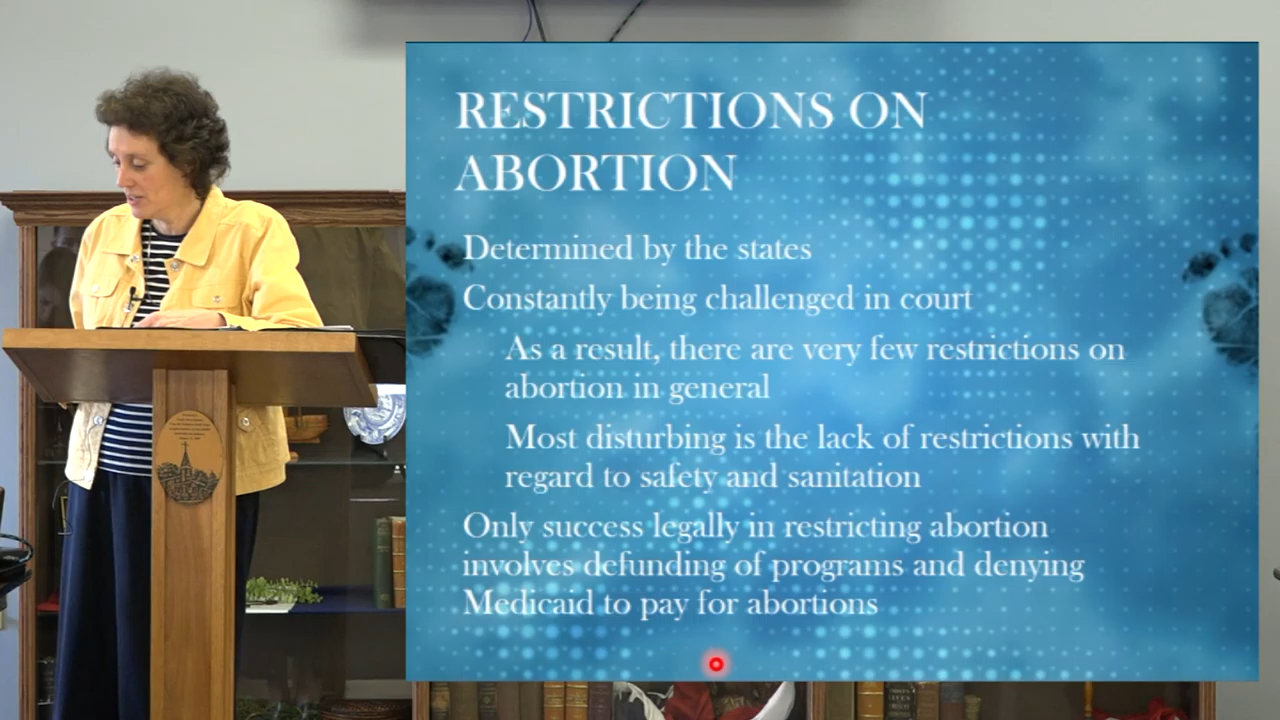 RESTRICTIONS ON
ABORTION
Determined by the states
Constantly being challenged in court
As a result, there are very few restrictions on
abortion in general
Most disturbing is the lack of restrictions with
regard to safety and sanitation
Only success legally in restricting abortion
involves defunding of programs and denying
Medicaid to pay for abortions